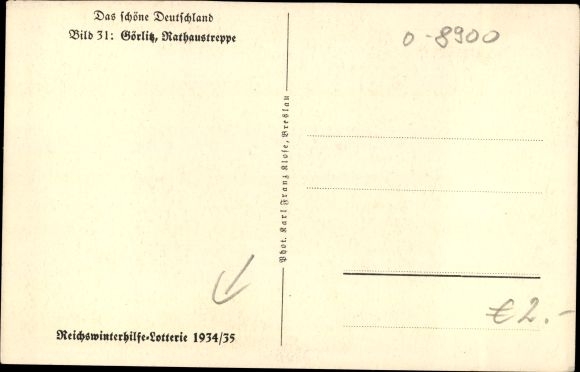 Das schöne Deutschland
Bild 31: Görlitz, Rathaustreppe
o-8900
Phot. Karl Franz Klose, Breslau
€ 2.-
Reichswinterhilfe-Lotterie 1934/35